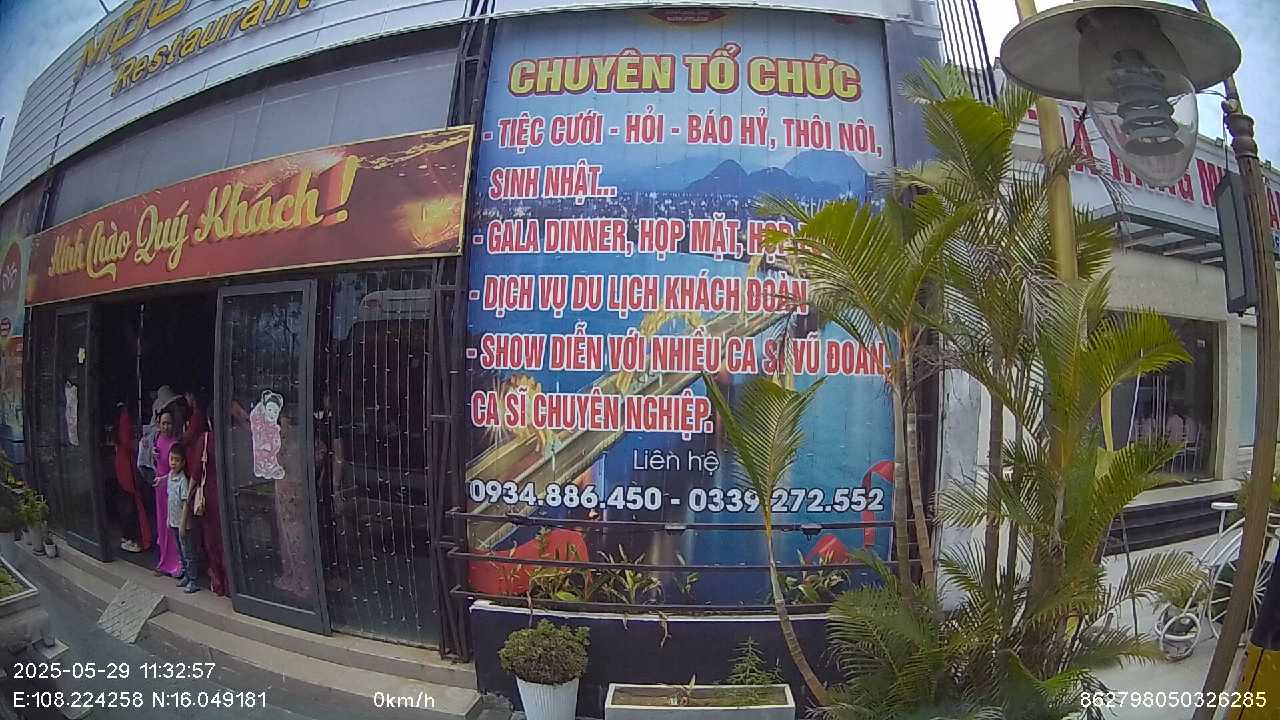 Restaurant
Kính Chào Quý Khách!
CHUYÊN TỔ CHỨC
- TIỆC CƯỚI - HỎI - BÁO HỶ, THÔI NÔI,
SINH NHẬT...
- GALA DINNER, HỌP MẶT,
- DỊCH VỤ DU LỊCH KHÁCH ĐOÀN
- SHOW DIỄN VỚI NHIỀU CA SĨ VŨ ĐOÀN,
CA SĨ CHUYÊN NGHIỆP.
Liên hệ
0934.886.450 - 0339.272.552
2025-05-29 11:32:57
E:108.224258 N:16.049181
0km/h
862798050326285